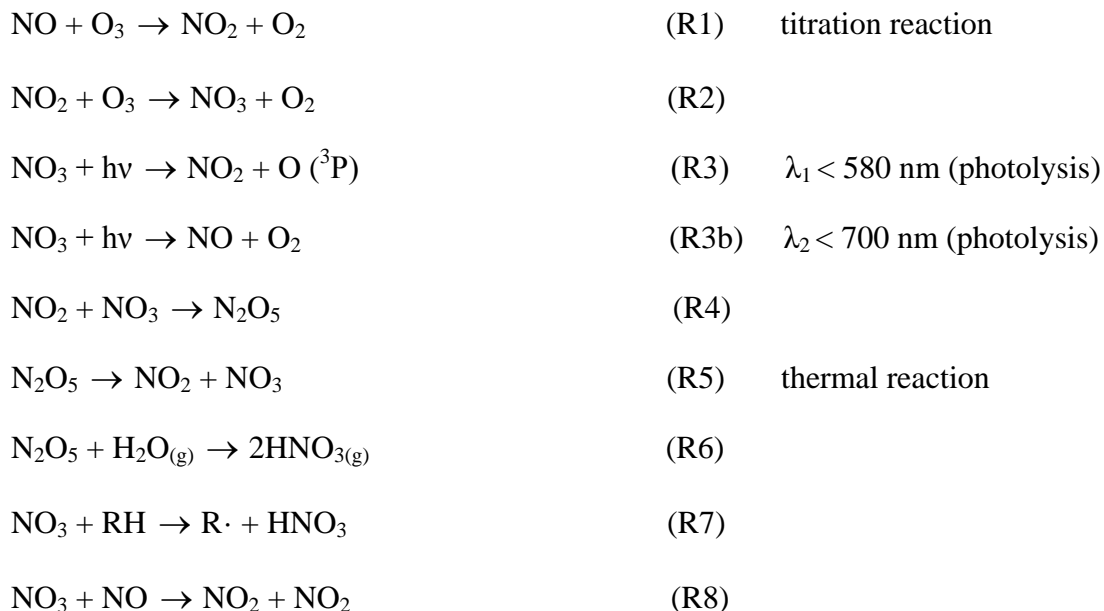 NO + O₃ → NO₂ + O₂ (R1) titration reaction
NO₂ + O₃ → NO₃ + O₂ (R2)
NO₃ + hν → NO₂ + O (³P) (R3) λ₁ < 580 nm (photolysis)
NO₃ + hν → NO + O₂ (R3b) λ₂ < 700 nm (photolysis)
NO₂ + NO₃ → N₂O₅ (R4)
N₂O₅ → NO₂ + NO₃ (R5) thermal reaction
N₂O₅ + H₂O₍g₎ → 2HNO₃₍g₎ (R6)
NO₃ + RH → R· + HNO₃ (R7)
NO₃ + NO → NO₂ + NO₂ (R8)